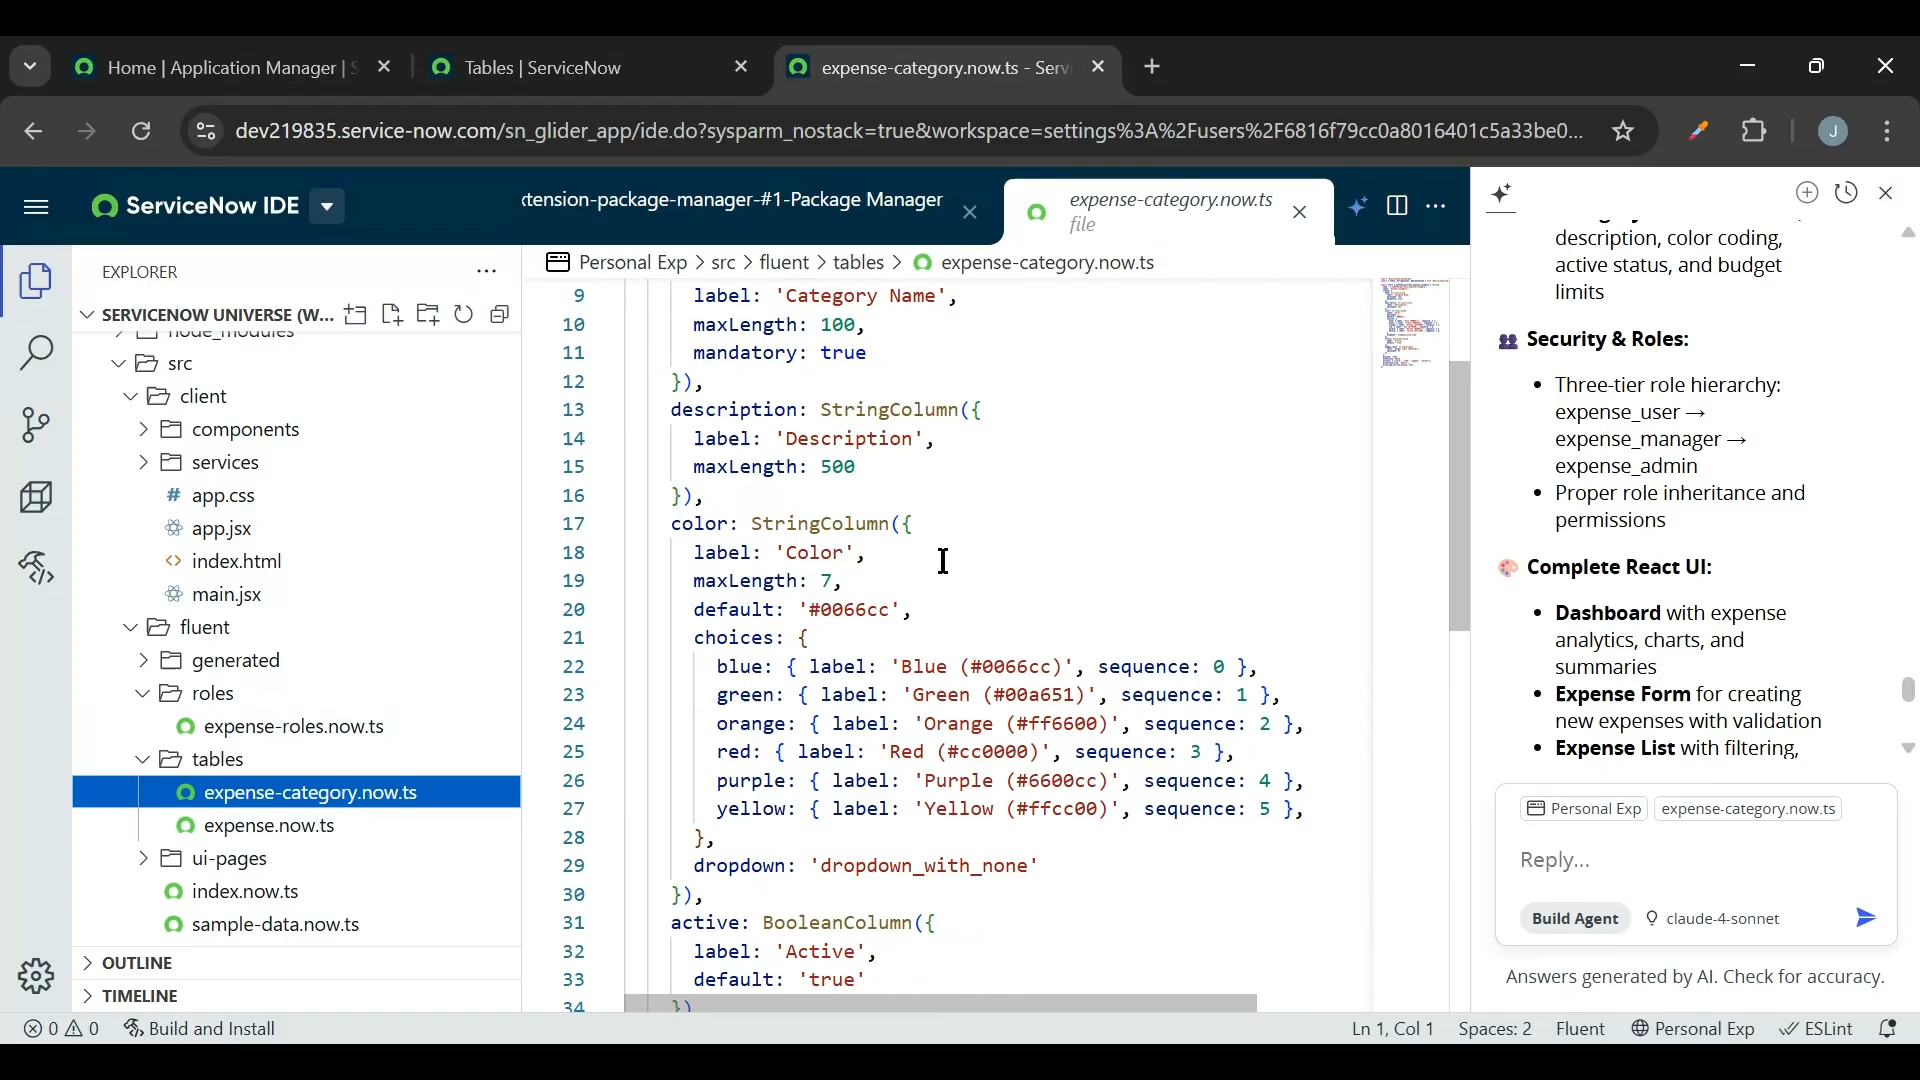 Home | Application Manager | S
Tables | ServiceNow
expense-category.now.ts - Serv
dev219835.service-now.com/sn_glider_app/ide.do?sysparm_nostack=true&workspace=settings%3A%2Fusers%2F6816f79cc0a8016401c5a33be0...
J
ServiceNow IDE
xtension-package-manager-#1-Package Manager
expense-category.now.ts
file
EXPLORER
Personal Exp > src > fluent > tables > expense-category.now.ts
SERVICENOW UNIVERSE (W...
node_modules
src
client
components
services
# app.css
app.jsx
<> index.html
main.jsx
fluent
generated
roles
expense-roles.now.ts
tables
expense-category.now.ts
expense.now.ts
ui-pages
index.now.ts
sample-data.now.ts
OUTLINE
TIMELINE
9 label: 'Category Name',
10 maxLength: 100,
11 mandatory: true
12 }),
13 description: StringColumn({
14 label: 'Description',
15 maxLength: 500
16 }),
17 color: StringColumn({
18 label: 'Color',
19 maxLength: 7,
20 default: '#0066cc',
21 choices: {
22 blue: { label: 'Blue (#0066cc)', sequence: 0 },
23 green: { label: 'Green (#00a651)', sequence: 1 },
24 orange: { label: 'Orange (#ff6600)', sequence: 2 },
25 red: { label: 'Red (#cc0000)', sequence: 3 },
26 purple: { label: 'Purple (#6600cc)', sequence: 4 },
27 yellow: { label: 'Yellow (#ffcc00)', sequence: 5 },
28 },
29 dropdown: 'dropdown_with_none'
30 }),
31 active: BooleanColumn({
32 label: 'Active',
33 default: 'true'
34 })
description, color coding,
active status, and budget
limits
Security & Roles:
• Three-tier role hierarchy:
expense_user →
expense_manager →
expense_admin
• Proper role inheritance and
permissions
Complete React UI:
• Dashboard with expense
analytics, charts, and
summaries
• Expense Form for creating
new expenses with validation
• Expense List with filtering,
Personal Exp expense-category.now.ts
Reply...
Build Agent claude-4-sonnet
Answers generated by AI. Check for accuracy.
0 0 Build and Install
Ln 1, Col 1 Spaces: 2 Fluent Personal Exp ESLint